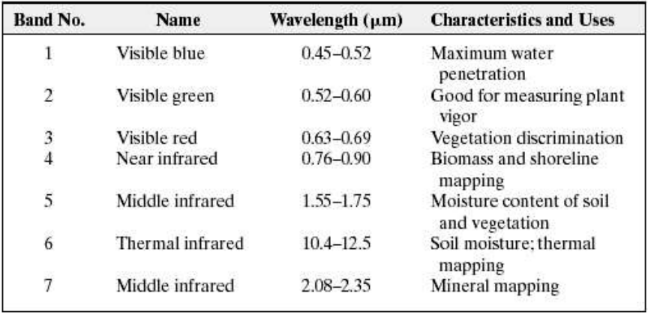 Band No. Name Wavelength (μm) Characteristics and Uses
1 Visible blue 0.45–0.52 Maximum water
penetration
2 Visible green 0.52–0.60 Good for measuring plant
vigor
3 Visible red 0.63–0.69 Vegetation discrimination
4 Near infrared 0.76–0.90 Biomass and shoreline
mapping
5 Middle infrared 1.55–1.75 Moisture content of soil
and vegetation
6 Thermal infrared 10.4–12.5 Soil moisture; thermal
mapping
7 Middle infrared 2.08–2.35 Mineral mapping